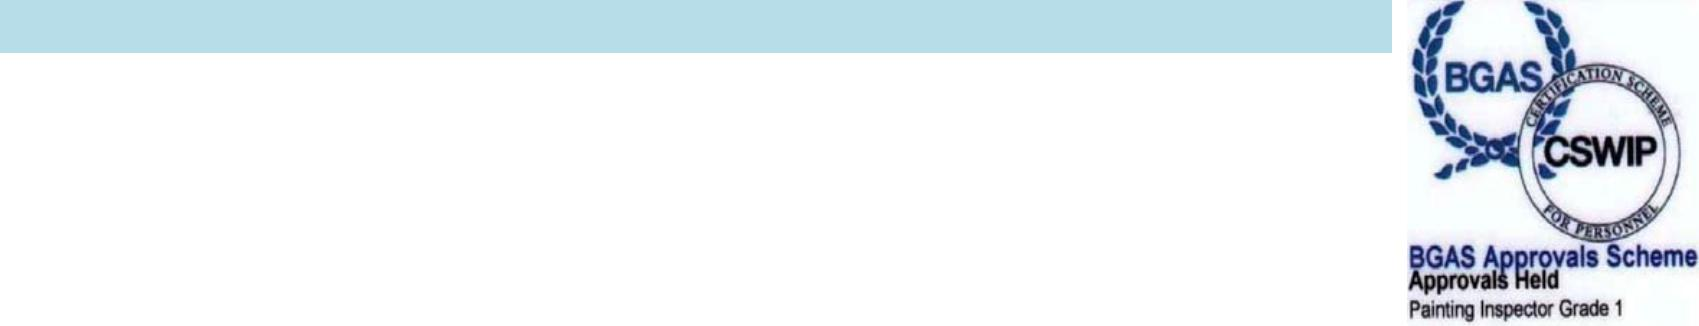 BGAS
CERTIFICATION SCHEME
CSWIP
FOR PERSONNEL
BGAS Approvals Scheme
Approvals Held
Painting Inspector Grade 1